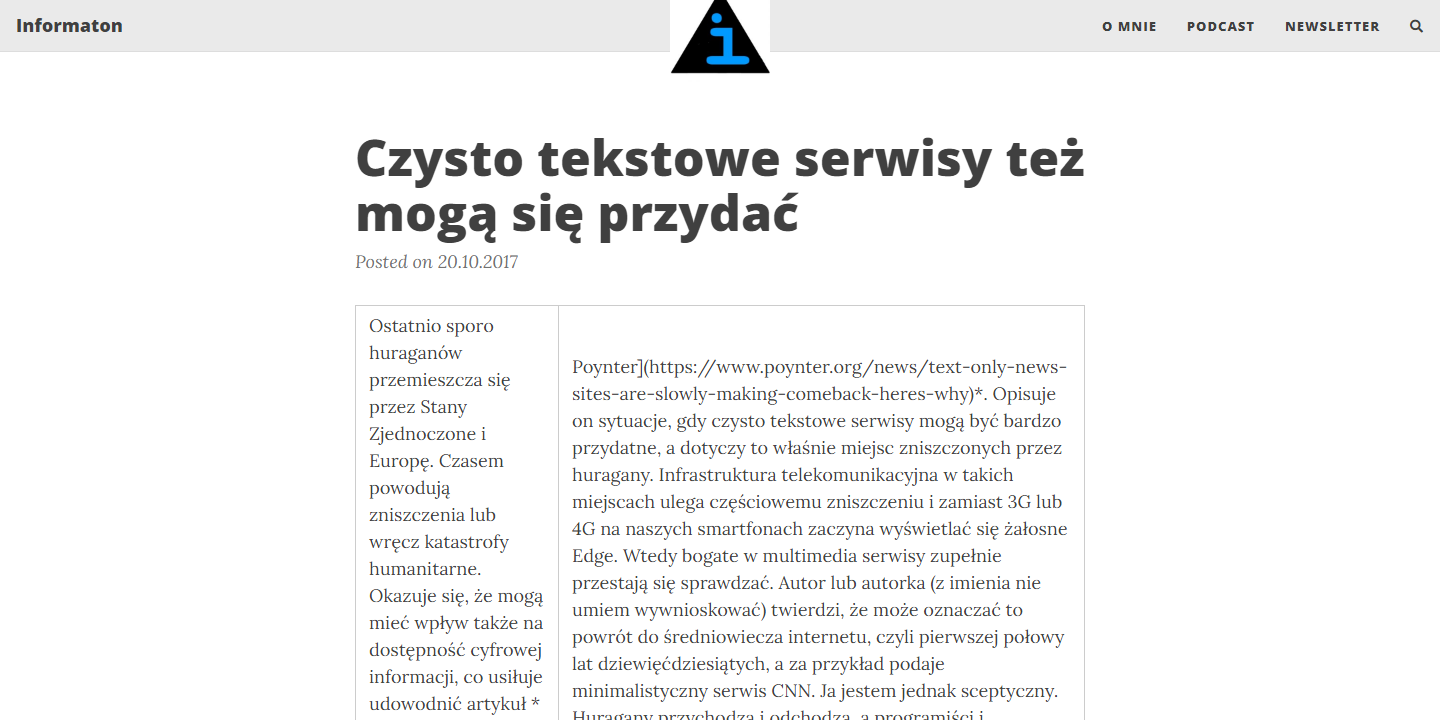 Informaton
O MNIE
PODCAST
NEWSLETTER
i
Czysto tekstowe serwisy też
mogą się przydać
Posted on 20.10.2017
Ostatnio sporo
huraganów
przemieszcza się
przez Stany
Zjednoczone i
Europę. Czasem
powodują
zniszczenia lub
wręcz katastrofy
humanitarne.
Okazuje się, że mogą
mieć wpływ także na
dostępność cyfrowej
informacji, co usiłuje
udowodnić artykuł *
Poynter](https://www.poynter.org/news/text-only-news-
sites-are-slowly-making-comeback-heres-why)*. Opisuje
on sytuacje, gdy czysto tekstowe serwisy mogą być bardzo
przydatne, a dotyczy to właśnie miejsc zniszczonych przez
huragany. Infrastruktura telekomunikacyjna w takich
miejscach ulega częściowemu zniszczeniu i zamiast 3G lub
4G na naszych smartfonach zaczyna wyświetlać się żałosne
Edge. Wtedy bogate w multimedia serwisy zupełnie
przestają się sprawdzać. Autor lub autorka (z imienia nie
umiem wywnioskować) twierdzi, że może oznaczać to
powrót do średniowiecza internetu, czyli pierwszej połowy
lat dziewięćdziesiątych, a za przykład podaje
minimalistyczny serwis CNN. Ja jestem jednak sceptyczny.
Huragany przychodzą i odchodzą, a programiści i